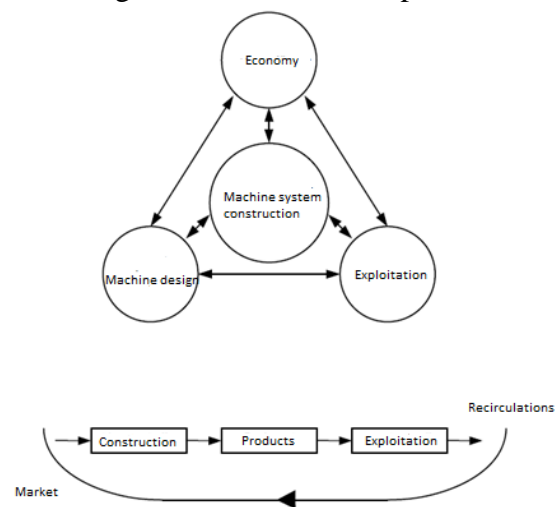 Economy
Machine system
construction
Machine design
Exploitation
Recirculations
Construction
Products
Exploitation
Market